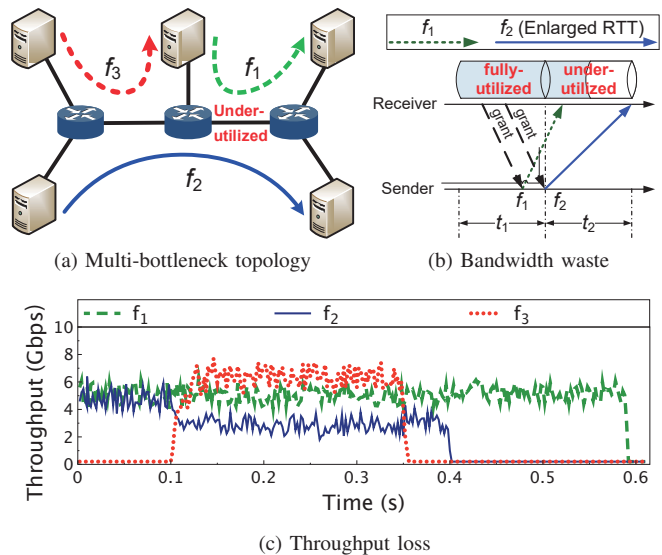 f3
f1
Under-
utilized
f2
(a) Multi-bottleneck topology
f1
f2 (Enlarged RTT)
fully-
utilized
under-
utilized
Receiver
grant
grant
Sender
f1
f2
t1
t2
(b) Bandwidth waste
f1
f2
f3
Throughput (Gbps)
10
8
6
4
2
0
0 0.1 0.2 0.3 0.4 0.5 0.6
Time (s)
(c) Throughput loss